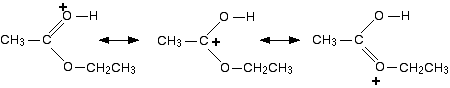 +
O—H
CH₃—C
O—CH₂CH₃
O—H
CH₃—C
+
O—CH₂CH₃
O—H
CH₃—C
O—CH₂CH₃
+